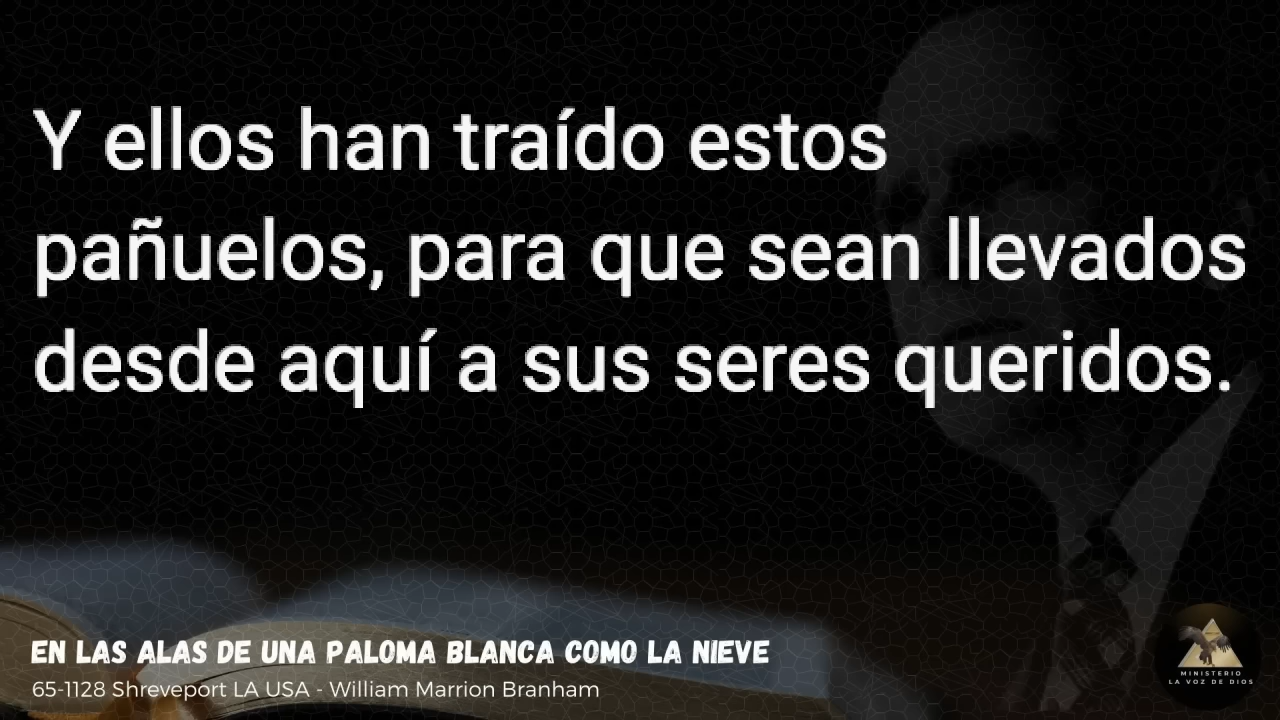 Y ellos han traído estos
pañuelos, para que sean llevados
desde aquí a sus seres queridos.
EN LAS ALAS DE UNA PALOMA BLANCA COMO LA NIEVE
65-1128 Shreveport LA USA - William Marrion Branham
MINISTERIO
LA VOZ DE DIOS